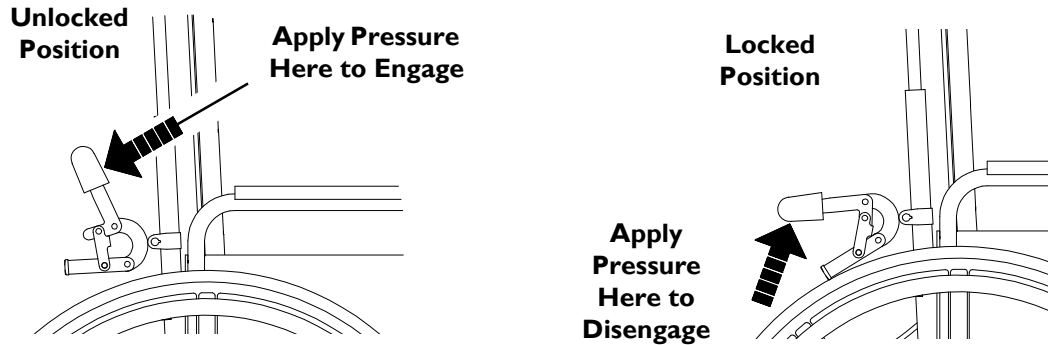 Unlocked
Position
Apply Pressure
Here to Engage
Locked
Position
Apply
Pressure
Here to
Disengage